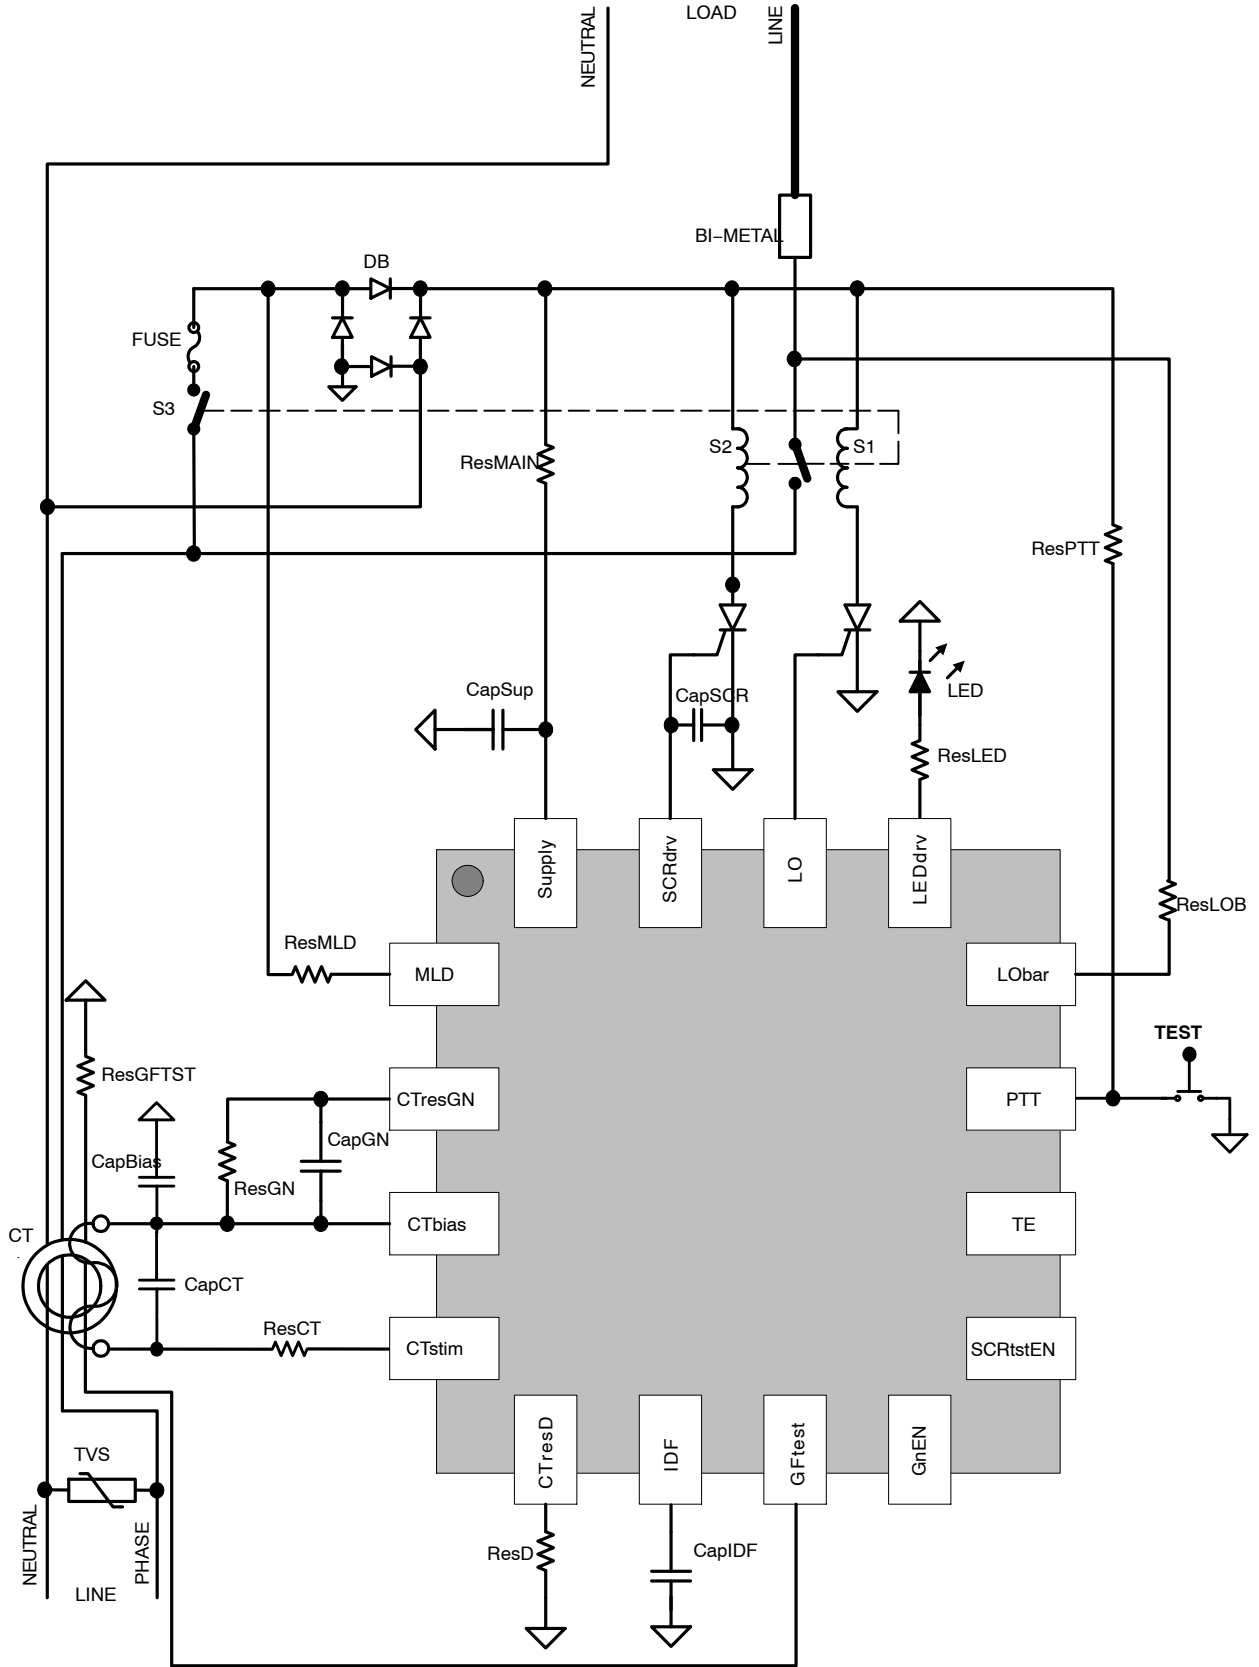 NEUTRAL
LOAD
LINE
BI−METAL
DB
FUSE
S3
S2
S1
ResMAIN
ResPTT
CapSup
CapSCR
LED
ResLED
Supply
SCRdrv
LO
LEDdrv
ResLOB
ResMLD
MLD
LObar
TEST
ResGFTST
CTresGN
PTT
CapGN
CapBias
ResGN
CTbias
TE
CT
CapCT
ResCT
CTstim
SCRtstEN
CTresD
IDF
GFtest
GnEN
TVS
NEUTRAL
PHASE
LINE
ResD
CapIDF